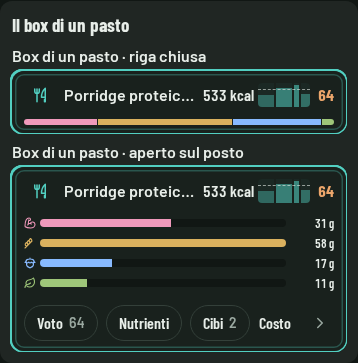 Il box di un pasto
Box di un pasto · riga chiusa
Porridge proteic... 533 kcal 64
Box di un pasto · aperto sul posto
Porridge proteic... 533 kcal 64
31 g
58 g
17 g
11 g
Voto 64 Nutrienti Cibi 2 Costo